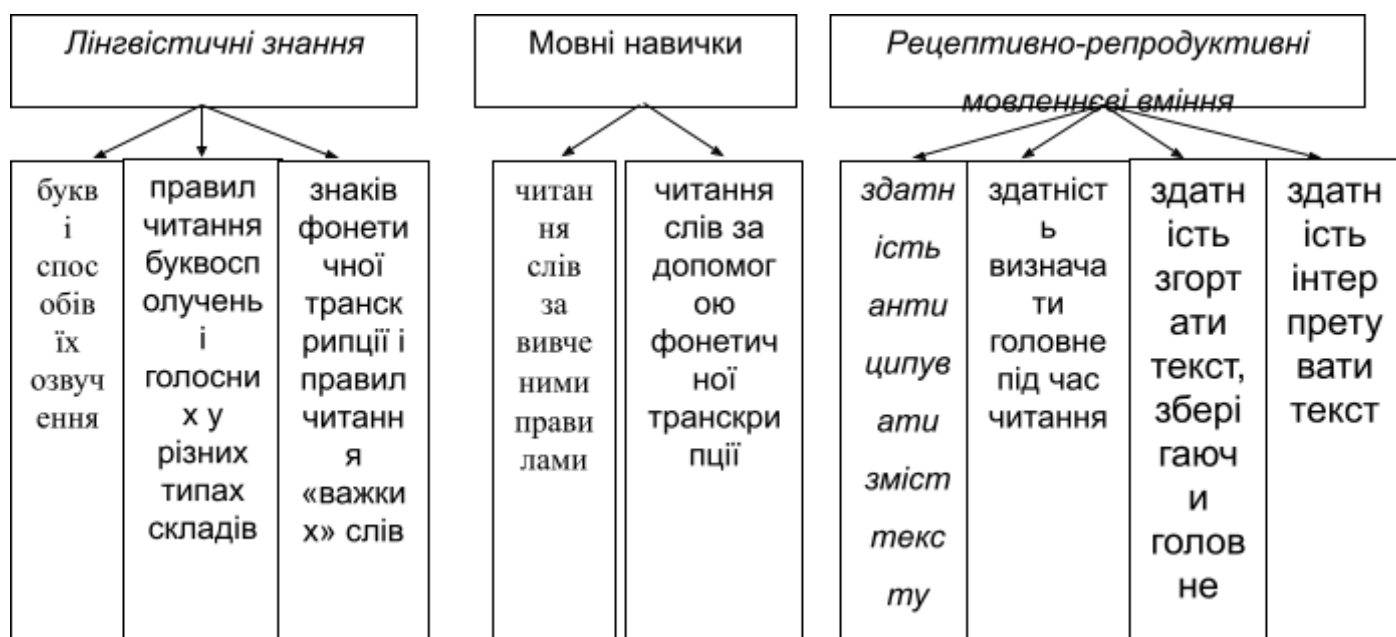 Лінгвістичні знання
Мовні навички
Рецептивно-репродуктивні
мовленнєві вміння
букв
і
спос
обів
їх
озвуч
ення
правил
читання
буквосп
олучень
і
голосни
х у
різних
типах
складів
знаків
фонети
чної
транск
рипції і
правил
читанн
я
«важки
х» слів
читан
ня
слів
за
вивче
ними
прави
лами
читання
слів за
допомог
ою
фонетич
ної
транскри
пції
здатн
ість
анти
ципув
ати
зміст
текс
ту
здатніст
ь
визнача
ти
головне
під час
читання
здатн
ість
згорт
ати
текст,
збері
гаюч
и
голов
не
здатн
ість
інтер
прету
вати
текст